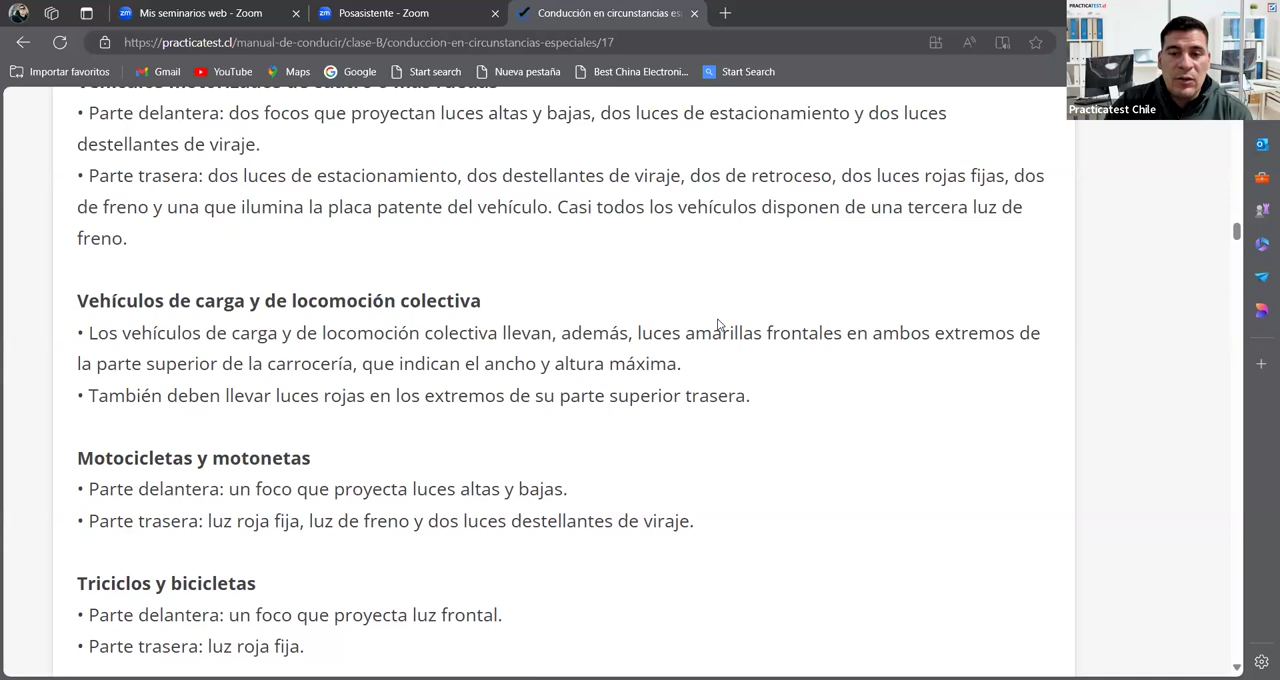 Mis seminarios web - Zoom
Posasistente - Zoom
Conducción en circunstancias es
https://practicatest.cl/manual-de-conducir/clase-B/conduccion-en-circunstancias-especiales/17
Importar favoritos
Gmail
YouTube
Maps
Google
Start search
Nueva pestaña
Best China Electroni...
Start Search
PRACTICATEST.cl
Practicatest Chile
Vehículos motorizados de cuatro o más ruedas
• Parte delantera: dos focos que proyectan luces altas y bajas, dos luces de estacionamiento y dos luces
destellantes de viraje.
• Parte trasera: dos luces de estacionamiento, dos destellantes de viraje, dos de retroceso, dos luces rojas fijas, dos
de freno y una que ilumina la placa patente del vehículo. Casi todos los vehículos disponen de una tercera luz de
freno.
Vehículos de carga y de locomoción colectiva
• Los vehículos de carga y de locomoción colectiva llevan, además, luces amarillas frontales en ambos extremos de
la parte superior de la carrocería, que indican el ancho y altura máxima.
• También deben llevar luces rojas en los extremos de su parte superior trasera.
Motocicletas y motonetas
• Parte delantera: un foco que proyecta luces altas y bajas.
• Parte trasera: luz roja fija, luz de freno y dos luces destellantes de viraje.
Triciclos y bicicletas
• Parte delantera: un foco que proyecta luz frontal.
• Parte trasera: luz roja fija.